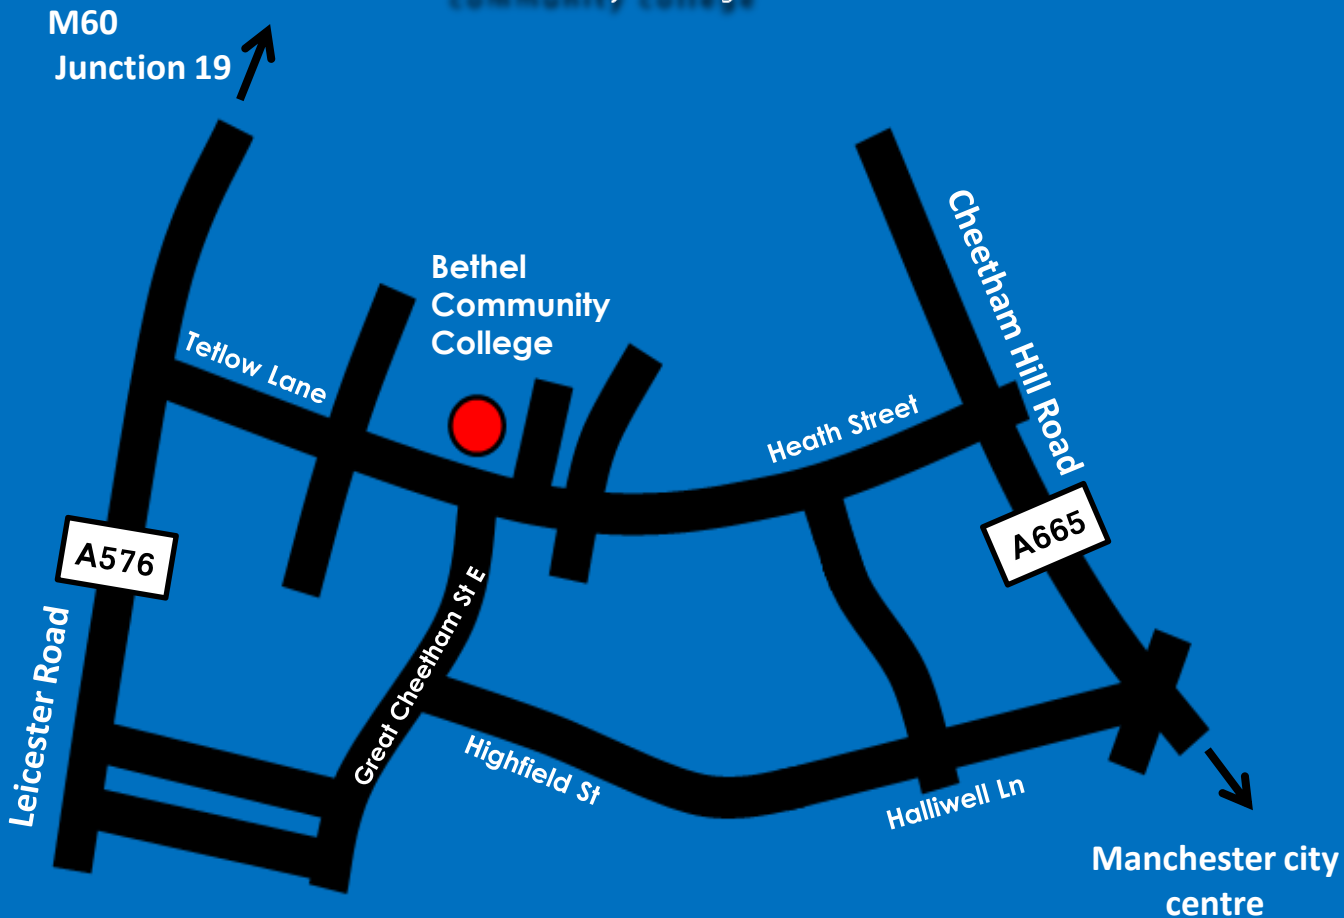 M60
Junction 19
Bethel
Community
College
Tetlow Lane
Heath Street
Cheetham Hill Road
A576
A665
Leicester Road
Great Cheetham St E
Highfield St
Halliwell Ln
Manchester city
centre